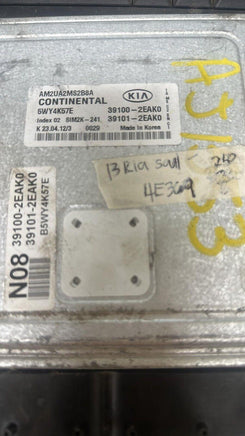 AM2UA2MS2B8A
CONTINENTAL
KIA
5WY4K57E
39100-2EAK0
Index 02 SIM2K-241
39101-2EAK0
K 23.04.12/3 0029 Made in Korea
13 Kia Soul
4E369
N08
39100-2EAK0
39101-2EAK0
B5WY4K57E